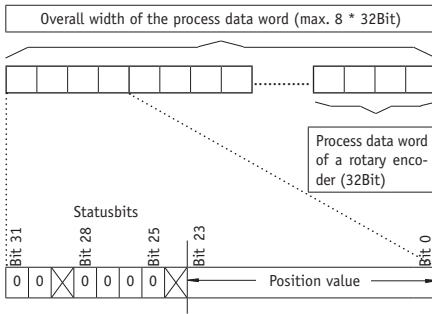 Overall width of the process data word (max. 8 * 32Bit)
Process data word
of a rotary enco-
der (32Bit)
Statusbits
Bit 31
Bit 28
Bit 25
Bit 23
Bit 0
0 0 0 0 0 0
Position value